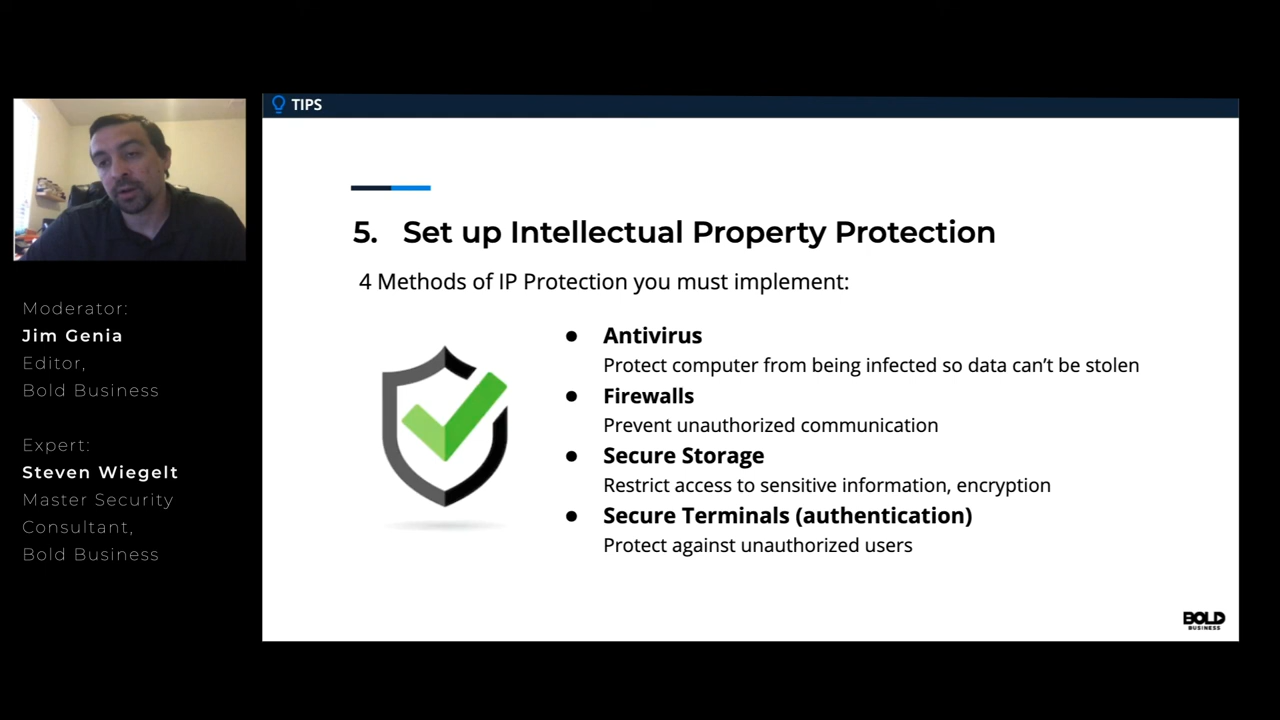 TIPS
5. Set up Intellectual Property Protection
4 Methods of IP Protection you must implement:
● Antivirus
Protect computer from being infected so data can’t be stolen
● Firewalls
Prevent unauthorized communication
● Secure Storage
Restrict access to sensitive information, encryption
● Secure Terminals (authentication)
Protect against unauthorized users
BOLD
BUSINESS
Moderator:
Jim Genia
Editor,
Bold Business
Expert:
Steven Wiegelt
Master Security
Consultant,
Bold Business